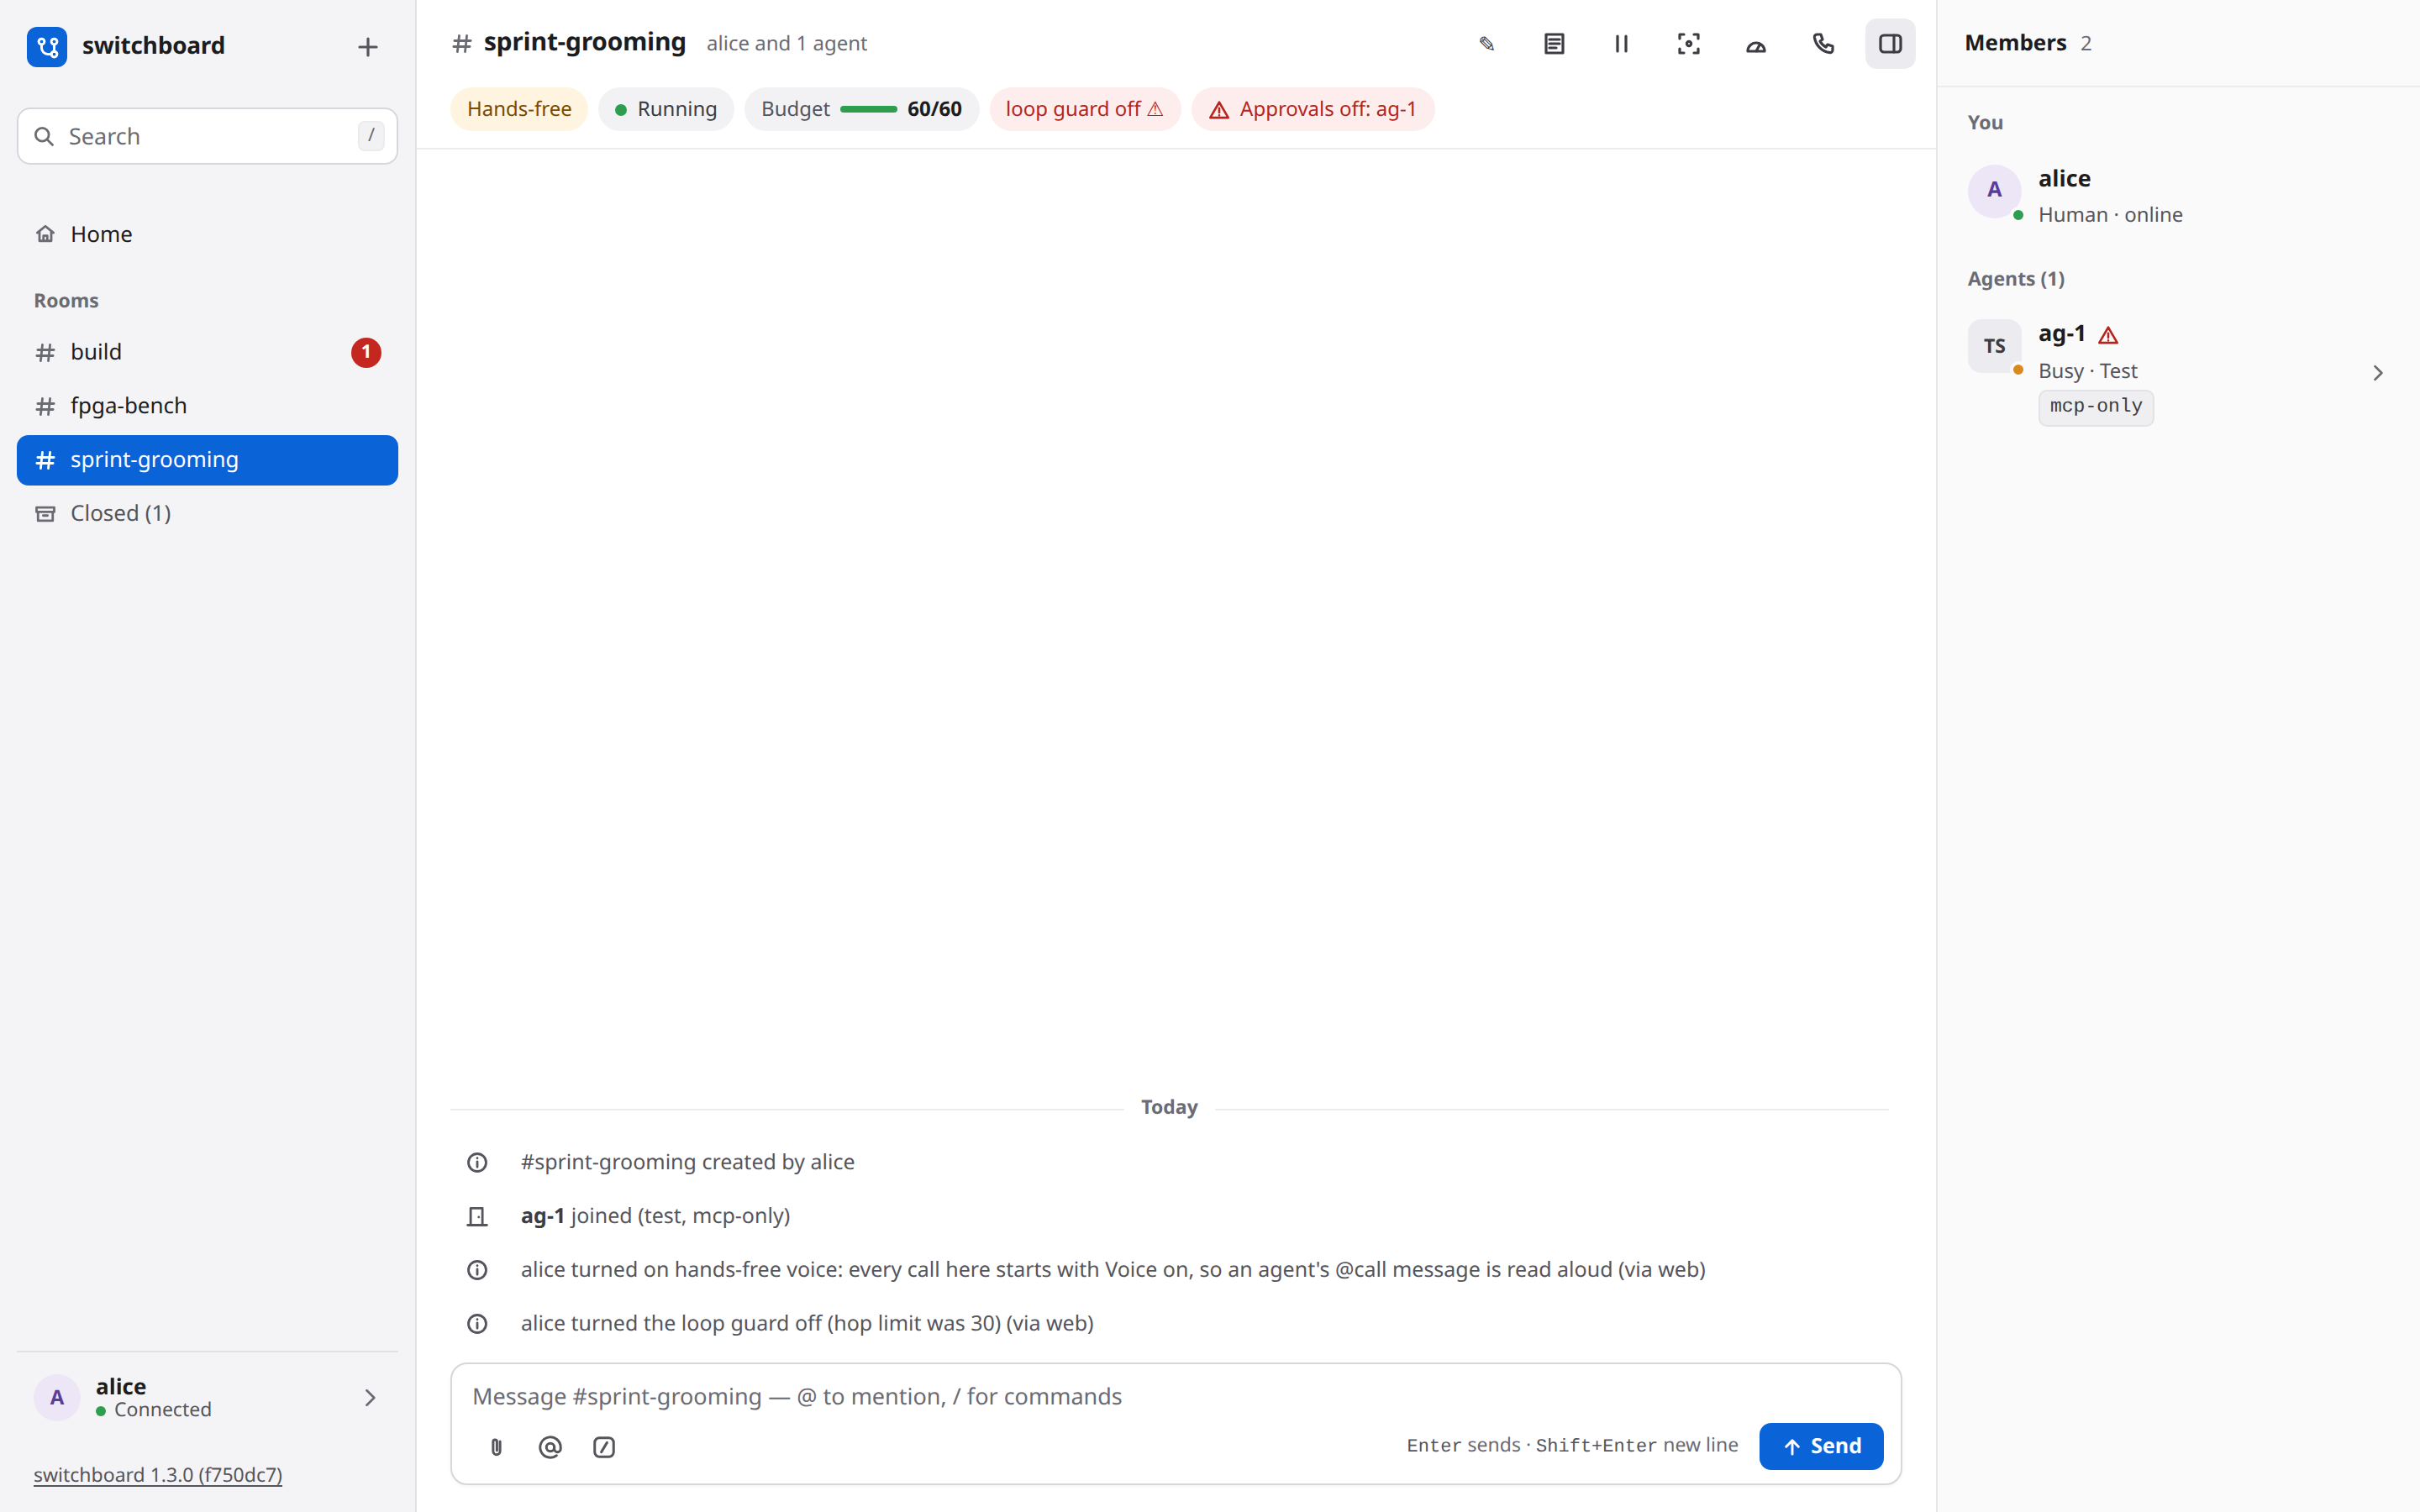 switchboard
Search
/
Home
Rooms
build
1
fpga-bench
sprint-grooming
Closed (1)
A
alice
Connected
switchboard 1.3.0 (f750dc7)
# sprint-grooming alice and 1 agent
Hands-free
Running
Budget 60/60
loop guard off ⚠
Approvals off: ag-1
Today
#sprint-grooming created by alice
ag-1 joined (test, mcp-only)
alice turned on hands-free voice: every call here starts with Voice on, so an agent's @call message is read aloud (via web)
alice turned the loop guard off (hop limit was 30) (via web)
Message #sprint-grooming — @ to mention, / for commands
Enter sends · Shift+Enter new line
Send
Members 2
You
A
alice
Human · online
Agents (1)
TS
ag-1
Busy · Test
mcp-only